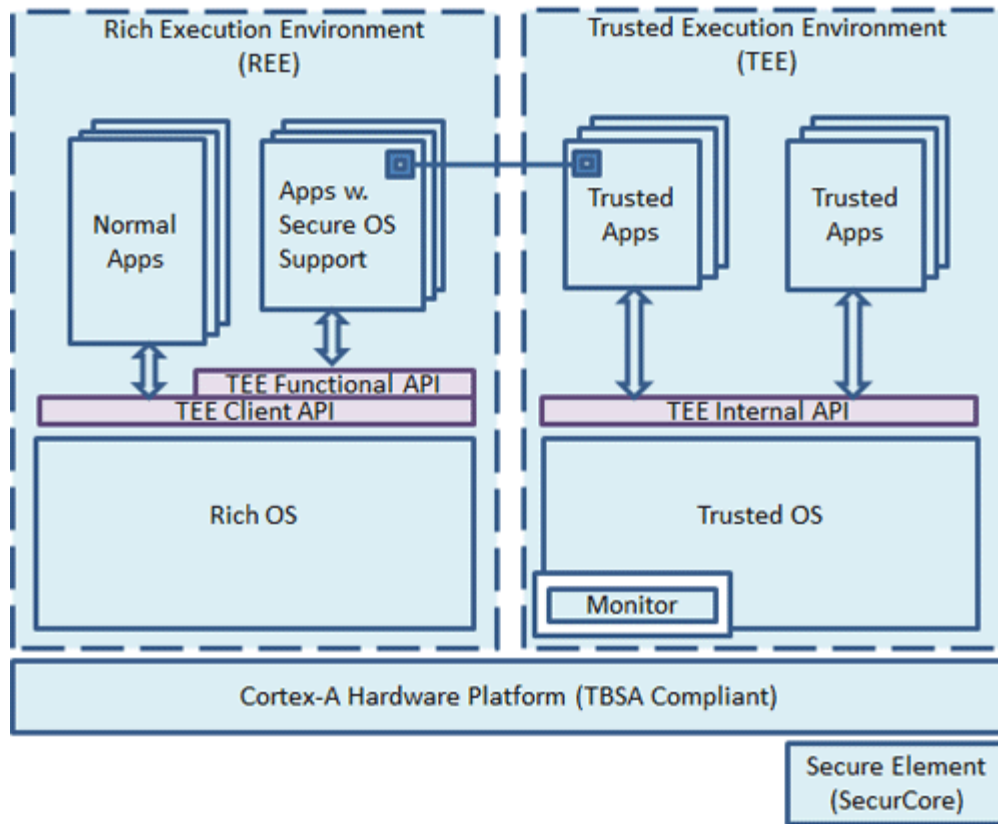 Rich Execution Environment
(REE)
Trusted Execution Environment
(TEE)
Normal
Apps
Apps w.
Secure OS
Support
Trusted
Apps
Trusted
Apps
TEE Functional API
TEE Client API
TEE Internal API
Rich OS
Trusted OS
Monitor
Cortex-A Hardware Platform (TBSA Compliant)
Secure Element
(SecurCore)